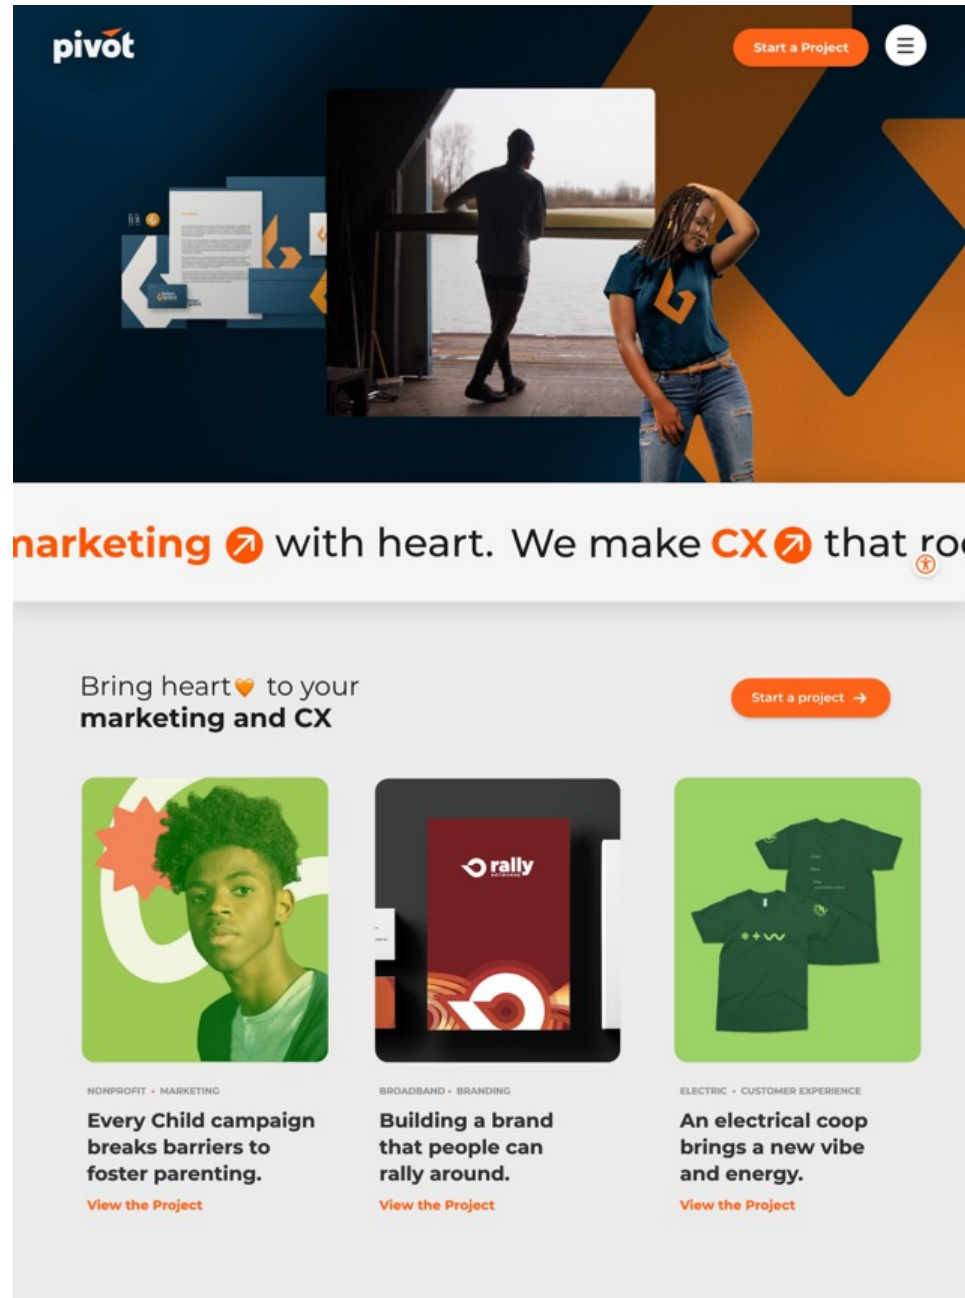 pivot
Start a Project
marketing with heart. We make CX that
Bring heart🧡 to your
marketing and CX
Start a project →
rally
NETWORKS
NONPROFIT • MARKETING
Every Child campaign
breaks barriers to
foster parenting.
View the Project
BROADBAND • BRANDING
Building a brand
that people can
rally around.
View the Project
ELECTRIC • CUSTOMER EXPERIENCE
An electrical coop
brings a new vibe
and energy.
View the Project